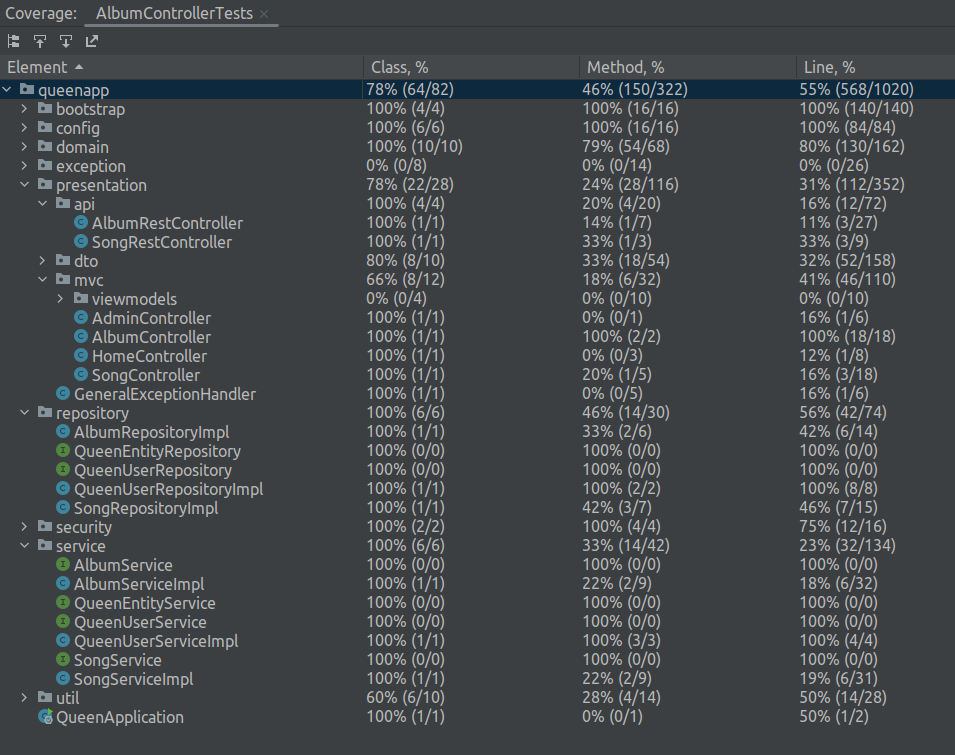 Coverage: AlbumControllerTests ×
Element Class, % Method, % Line, %
queenapp 78% (64/82) 46% (150/322) 55% (568/1020)
bootstrap 100% (4/4) 100% (16/16) 100% (140/140)
config 100% (6/6) 100% (16/16) 100% (84/84)
domain 100% (10/10) 79% (54/68) 80% (130/162)
exception 0% (0/8) 0% (0/14) 0% (0/26)
presentation 78% (22/28) 24% (28/116) 31% (112/352)
api 100% (4/4) 20% (4/20) 16% (12/72)
AlbumRestController 100% (1/1) 14% (1/7) 11% (3/27)
SongRestController 100% (1/1) 33% (1/3) 33% (3/9)
dto 80% (8/10) 33% (18/54) 32% (52/158)
mvc 66% (8/12) 18% (6/32) 41% (46/110)
viewmodels 0% (0/4) 0% (0/10) 0% (0/10)
AdminController 100% (1/1) 0% (0/1) 16% (1/6)
AlbumController 100% (1/1) 100% (2/2) 100% (18/18)
HomeController 100% (1/1) 0% (0/3) 12% (1/8)
SongController 100% (1/1) 20% (1/5) 16% (3/18)
GeneralExceptionHandler 100% (1/1) 0% (0/5) 16% (1/6)
repository 100% (6/6) 46% (14/30) 56% (42/74)
AlbumRepositoryImpl 100% (1/1) 33% (2/6) 42% (6/14)
QueenEntityRepository 100% (0/0) 100% (0/0) 100% (0/0)
QueenUserRepository 100% (0/0) 100% (0/0) 100% (0/0)
QueenUserRepositoryImpl 100% (1/1) 100% (2/2) 100% (8/8)
SongRepositoryImpl 100% (1/1) 42% (3/7) 46% (7/15)
security 100% (2/2) 100% (4/4) 75% (12/16)
service 100% (6/6) 33% (14/42) 23% (32/134)
AlbumService 100% (0/0) 100% (0/0) 100% (0/0)
AlbumServiceImpl 100% (1/1) 22% (2/9) 18% (6/32)
QueenEntityService 100% (0/0) 100% (0/0) 100% (0/0)
QueenUserService 100% (0/0) 100% (0/0) 100% (0/0)
QueenUserServiceImpl 100% (1/1) 100% (3/3) 100% (4/4)
SongService 100% (0/0) 100% (0/0) 100% (0/0)
SongServiceImpl 100% (1/1) 22% (2/9) 19% (6/31)
util 60% (6/10) 28% (4/14) 50% (14/28)
QueenApplication 100% (1/1) 0% (0/1) 50% (1/2)